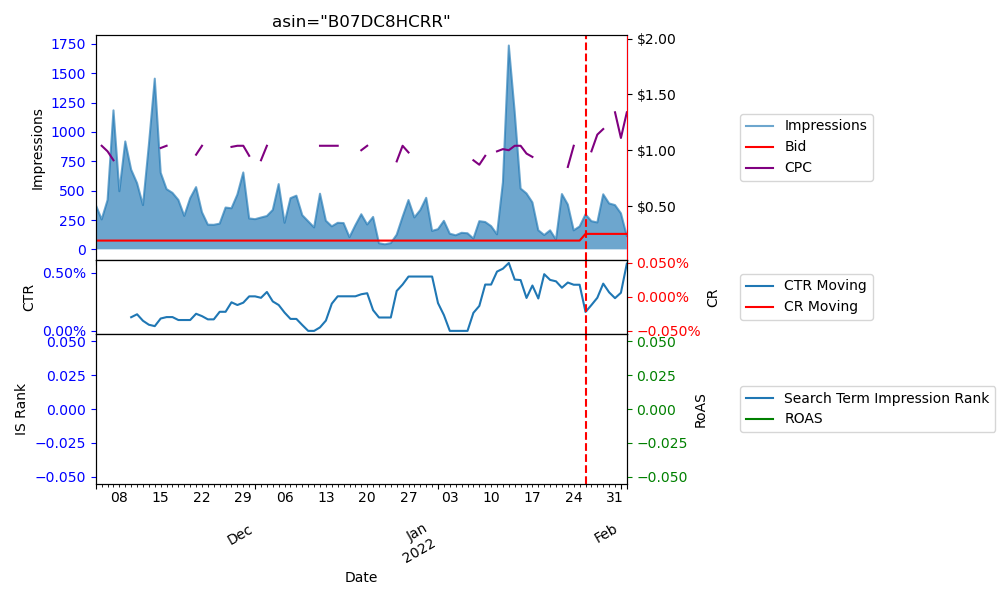 asin="B07DC8HCRR"
1750
1500
1250
1000
750
500
250
0
Impressions
$2.00
$1.50
$1.00
$0.50
Impressions
Bid
CPC
0.50%
0.00%
CTR
0.050%
0.000%
−0.050%
CR
CTR Moving
CR Moving
0.050
0.025
0.000
−0.025
−0.050
IS Rank
0.050
0.025
0.000
−0.025
−0.050
RoAS
Search Term Impression Rank
ROAS
08 15 22 29 06 13 20 27 03 10 17 24 31
Dec Jan Feb
2022
Date